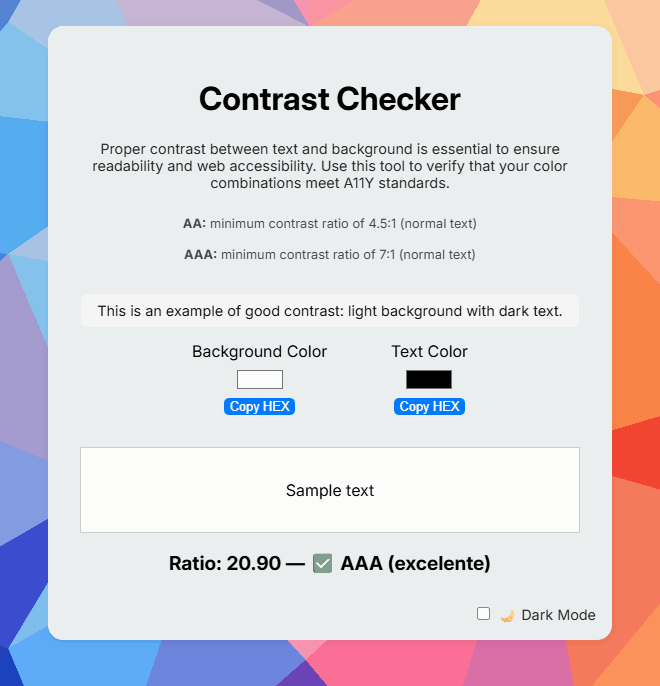 Contrast Checker
Proper contrast between text and background is essential to ensure
readability and web accessibility. Use this tool to verify that your color
combinations meet A11Y standards.
AA: minimum contrast ratio of 4.5:1 (normal text)
AAA: minimum contrast ratio of 7:1 (normal text)
This is an example of good contrast: light background with dark text.
Background Color
Text Color
Copy HEX
Copy HEX
Sample text
Ratio: 20.90 — ✅ AAA (excelente)
🌙 Dark Mode